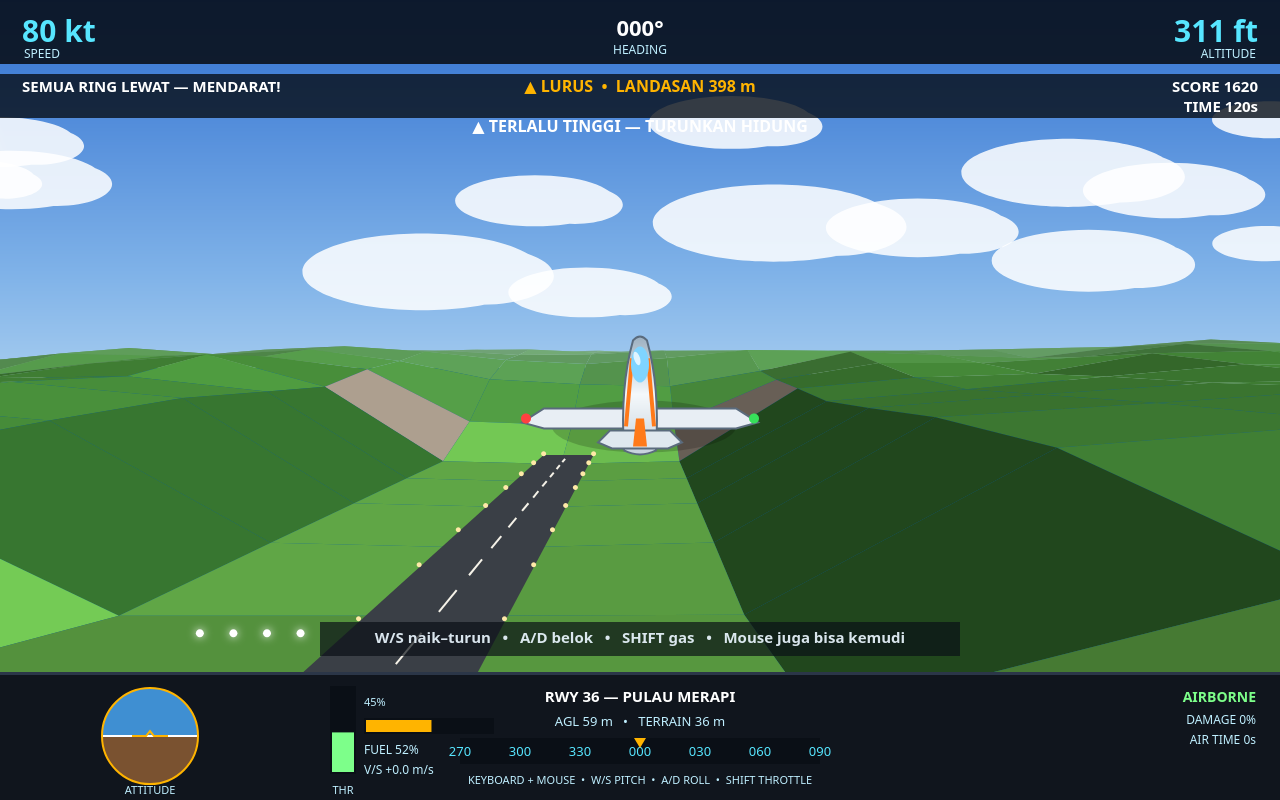 80 kt
SPEED
000°
HEADING
311 ft
ALTITUDE
SEMUA RING LEWAT — MENDARAT!
▲ LURUS • LANDASAN 398 m
SCORE 1620
TIME 120s
▲ TERLALU TINGGI — TURUNKAN HIDUNG
W/S naik–turun • A/D belok • SHIFT gas • Mouse juga bisa kemudi
ATTITUDE
45%
FUEL 52%
V/S +0.0 m/s
THR
RWY 36 — PULAU MERAPI
AGL 59 m • TERRAIN 36 m
270 300 330 000 030 060 090
KEYBOARD + MOUSE • W/S PITCH • A/D ROLL • SHIFT THROTTLE
AIRBORNE
DAMAGE 0%
AIR TIME 0s